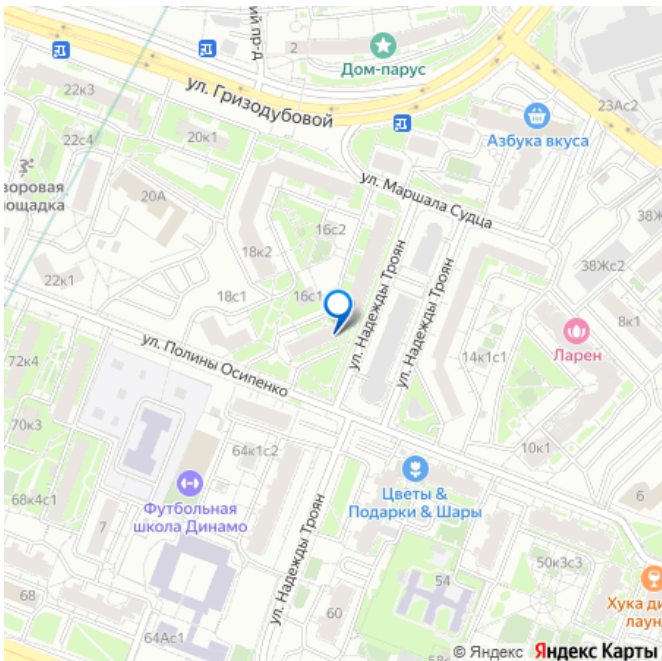 2
Дом-парус
22к3
ул. Гризодубовой
23Ас2
22с4
20к1
Азбука вкуса
площадка
20А
ул. Маршала Судца
16с2
38Жс2
18к2
ул. Надежды Троян
ул. Надежды Троян
22к1
18с1
16с1
8к1
Ларен
14к1с1
ул. Полины Осипенко
72к4
70к3
64к1с2
10к1
68к4с1
Футбольная
школа Динамо
Цветы &
Подарки & Шары
7
6
ул. Надежды Троян
54
50к3с3
68
60
64Ас1
© Яндекс Яндекс Карты